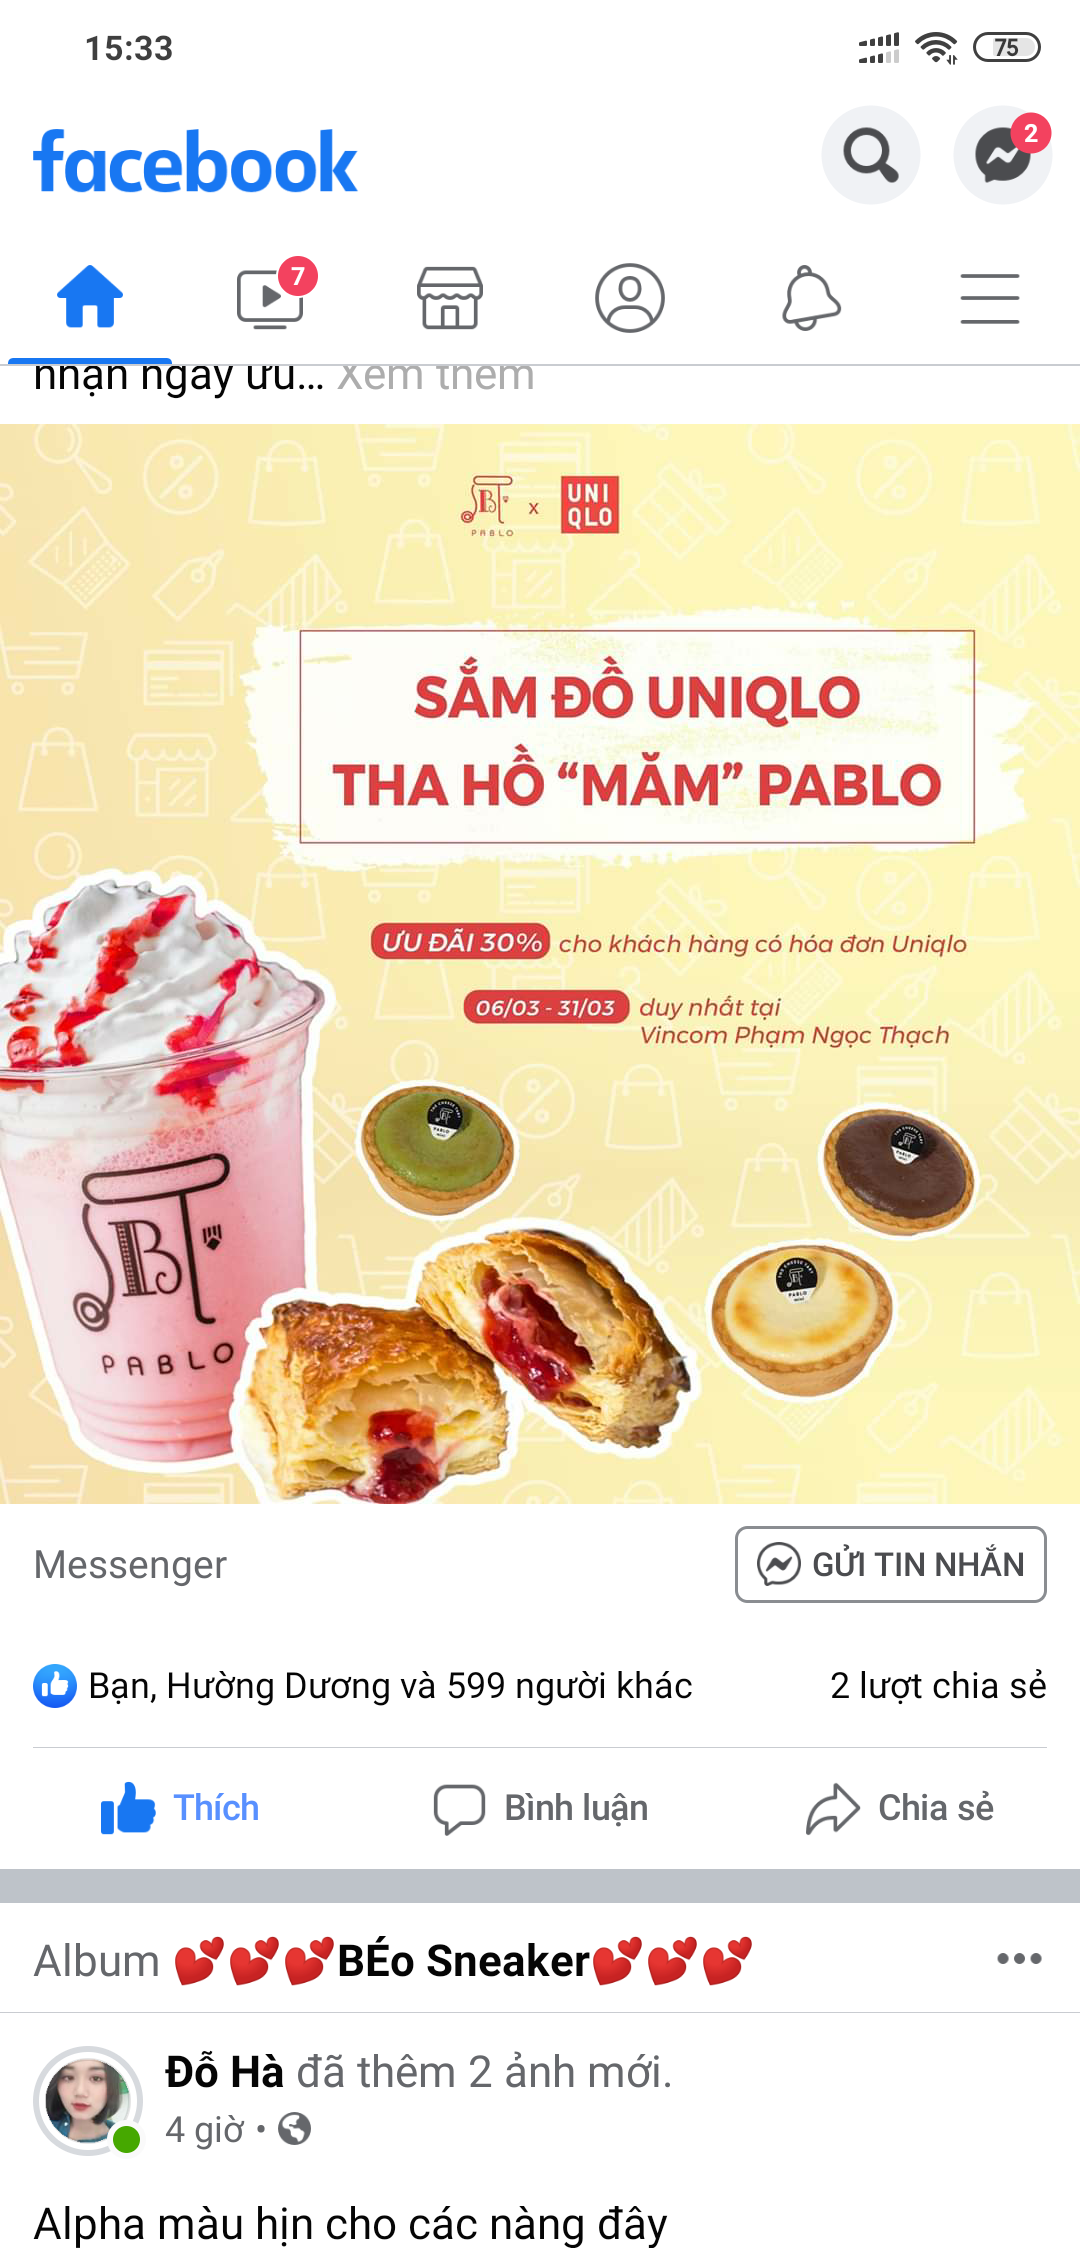 15:33
75
facebook
2
7
nhận ngay ưu... Xem thêm
PABLO
x
UNI
QLO
SẮM ĐỒ UNIQLO
THA HỒ “MĂM” PABLO
ƯU ĐÃI 30% cho khách hàng có hóa đơn Uniqlo
06/03 - 31/03 duy nhất tại
Vincom Phạm Ngọc Thạch
PABLO
Messenger
GỬI TIN NHẮN
Bạn, Hường Dương và 599 người khác
2 lượt chia sẻ
Thích
Bình luận
Chia sẻ
Album 💕💕💕BÉo Sneaker💕💕💕
Đỗ Hà đã thêm 2 ảnh mới.
4 giờ •
Alpha màu hịn cho các nàng đây